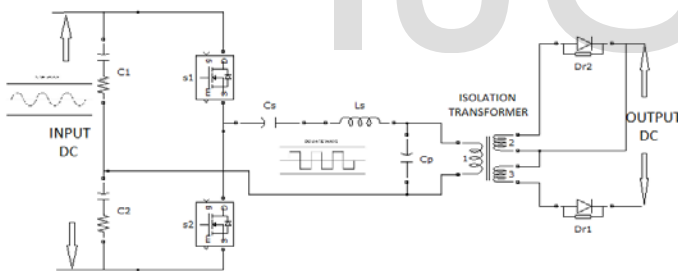 C1
s1
INPUT
DC
C2
s2
Cs
Ls
Cp
ISOLATION
TRANSFORMER
1
2
3
Dr2
OUTPUT
DC
Dr1